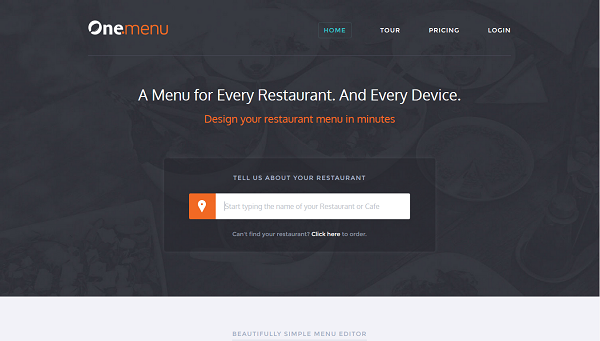 Onemenu
HOME TOUR PRICING LOGIN
A Menu for Every Restaurant. And Every Device.
Design your restaurant menu in minutes
TELL US ABOUT YOUR RESTAURANT
Start typing the name of your Restaurant or Cafe
Can't find your restaurant? Click here to order.
BEAUTIFULLY SIMPLE MENU EDITOR